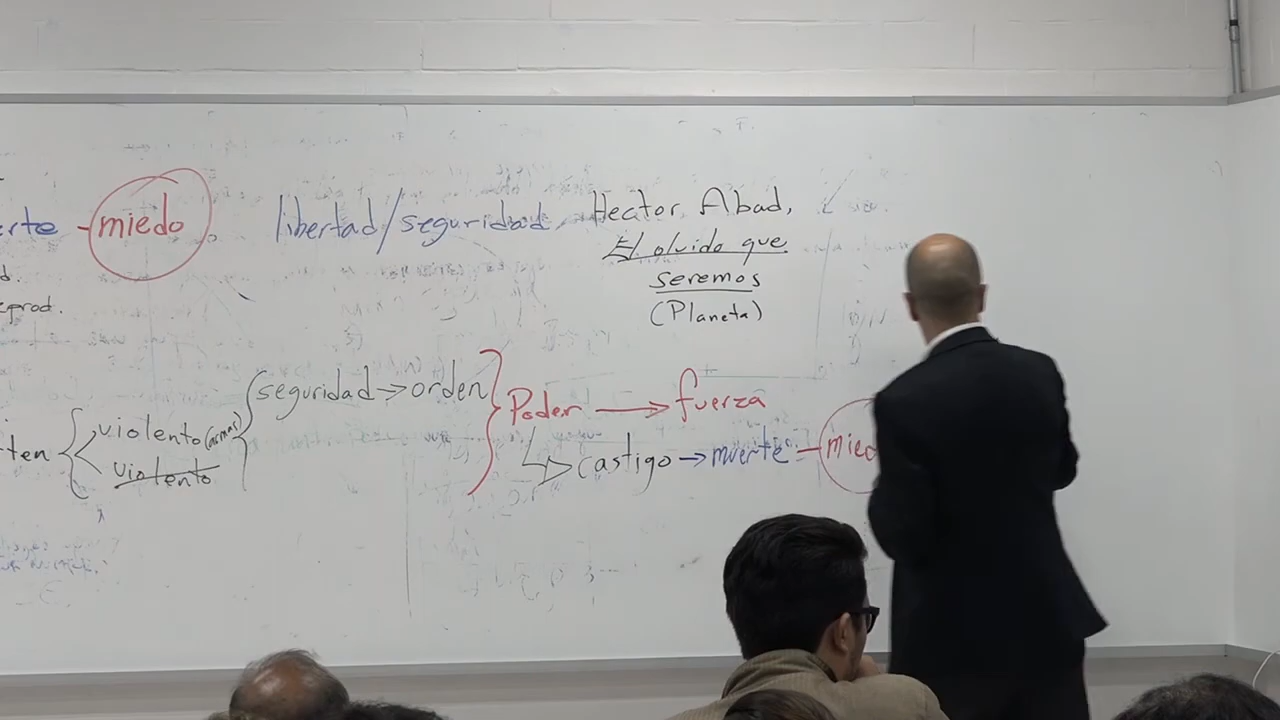 erte - miedo
libertad/seguridad
Hector Abad,
El olvido que
seremos
(Planeta)
d.
eprod.
ten
violento (armas)
violento
seguridad → orden
Poder → fuerza
castigo → muerte - mied